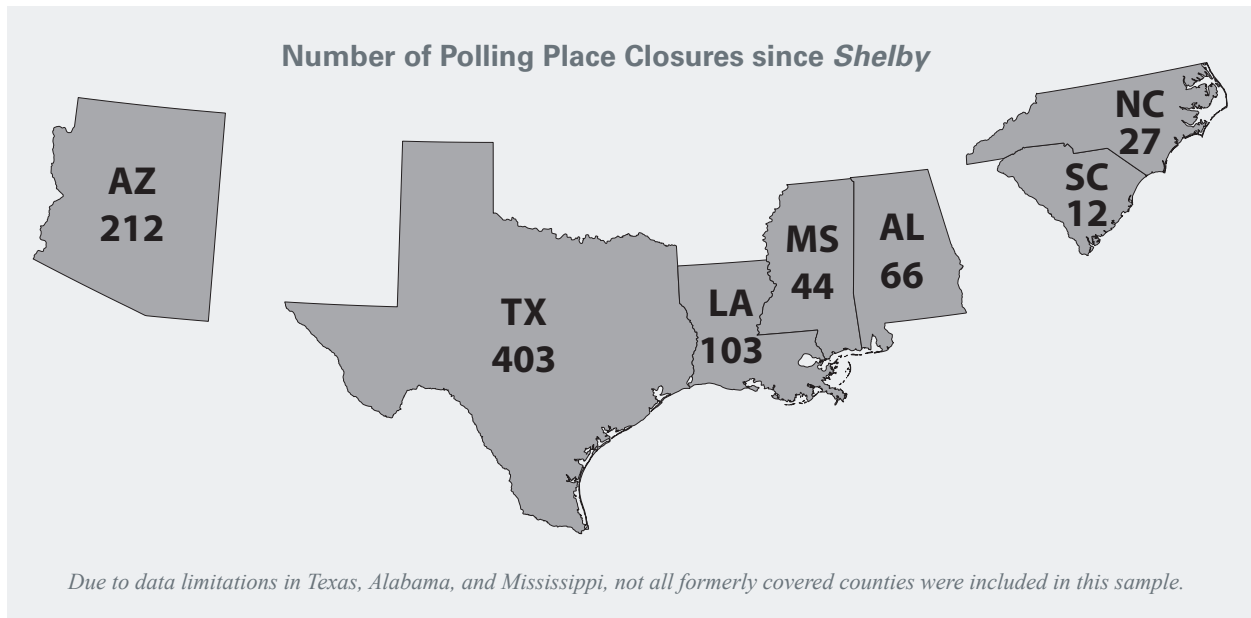 Number of Polling Place Closures since Shelby
AZ
212
TX
403
LA
103
MS
44
AL
66
NC
27
SC
12
Due to data limitations in Texas, Alabama, and Mississippi, not all formerly covered counties were included in this sample.